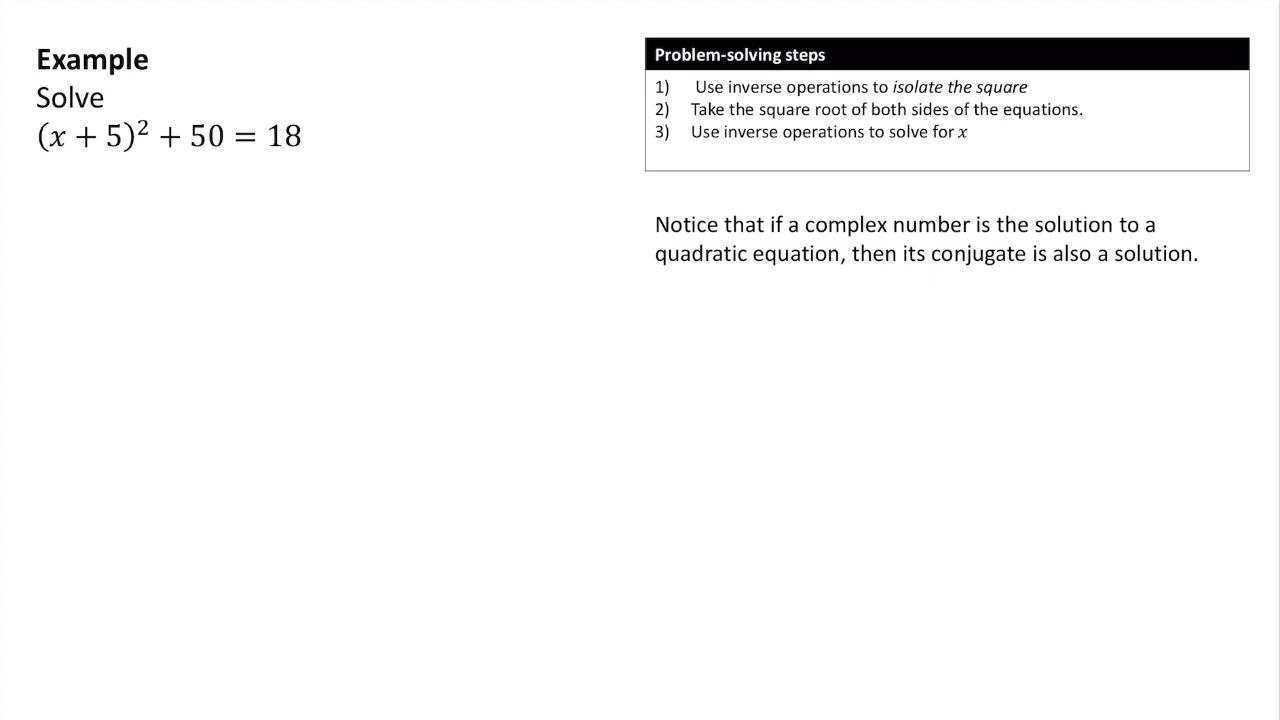 Example
Solve
(𝑥 + 5)² + 50 = 18
Problem-solving steps
1) Use inverse operations to isolate the square
2) Take the square root of both sides of the equations.
3) Use inverse operations to solve for 𝑥
Notice that if a complex number is the solution to a
quadratic equation, then its conjugate is also a solution.